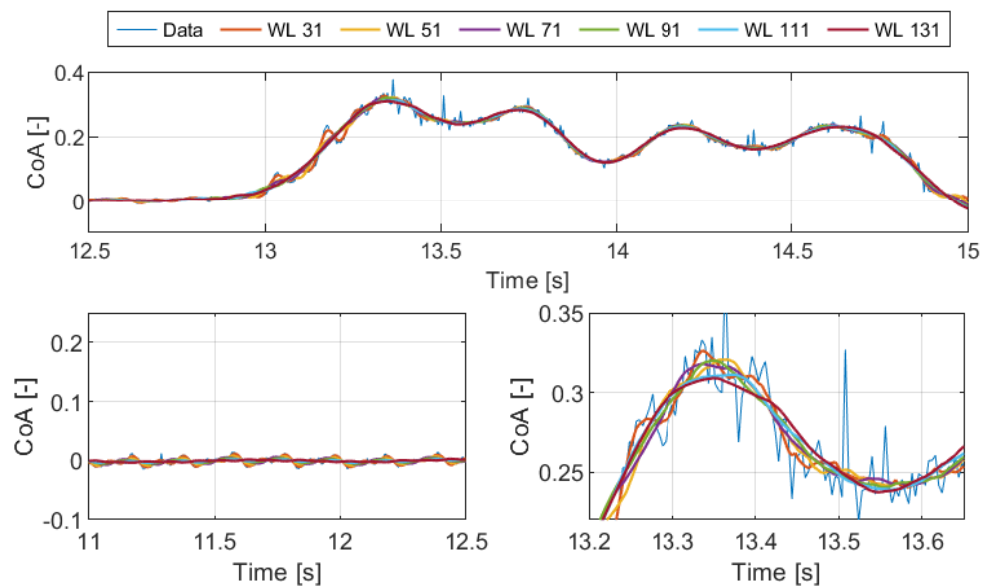 Data WL 31 WL 51 WL 71 WL 91 WL 111 WL 131
0.4
0.2
0
CoA [-]
12.5 13 13.5 14 14.5 15
Time [s]
0.2
0.1
0
-0.1
CoA [-]
11 11.5 12 12.5
Time [s]
0.35
0.3
0.25
CoA [-]
13.2 13.3 13.4 13.5 13.6
Time [s]